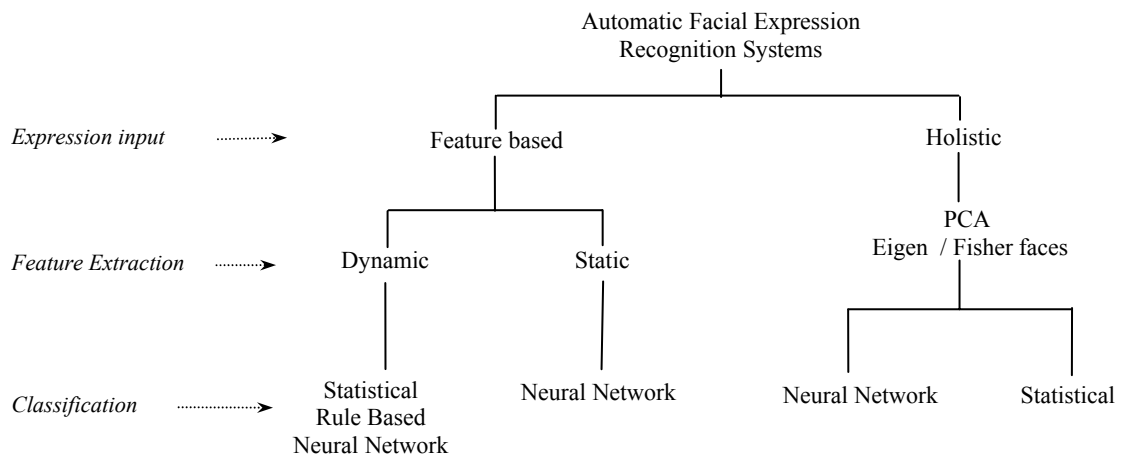 Automatic Facial Expression
Recognition Systems
Expression input
Feature based
Holistic
PCA
Eigen / Fisher faces
Feature Extraction
Dynamic
Static
Classification
Statistical
Rule Based
Neural Network
Neural Network
Neural Network
Statistical